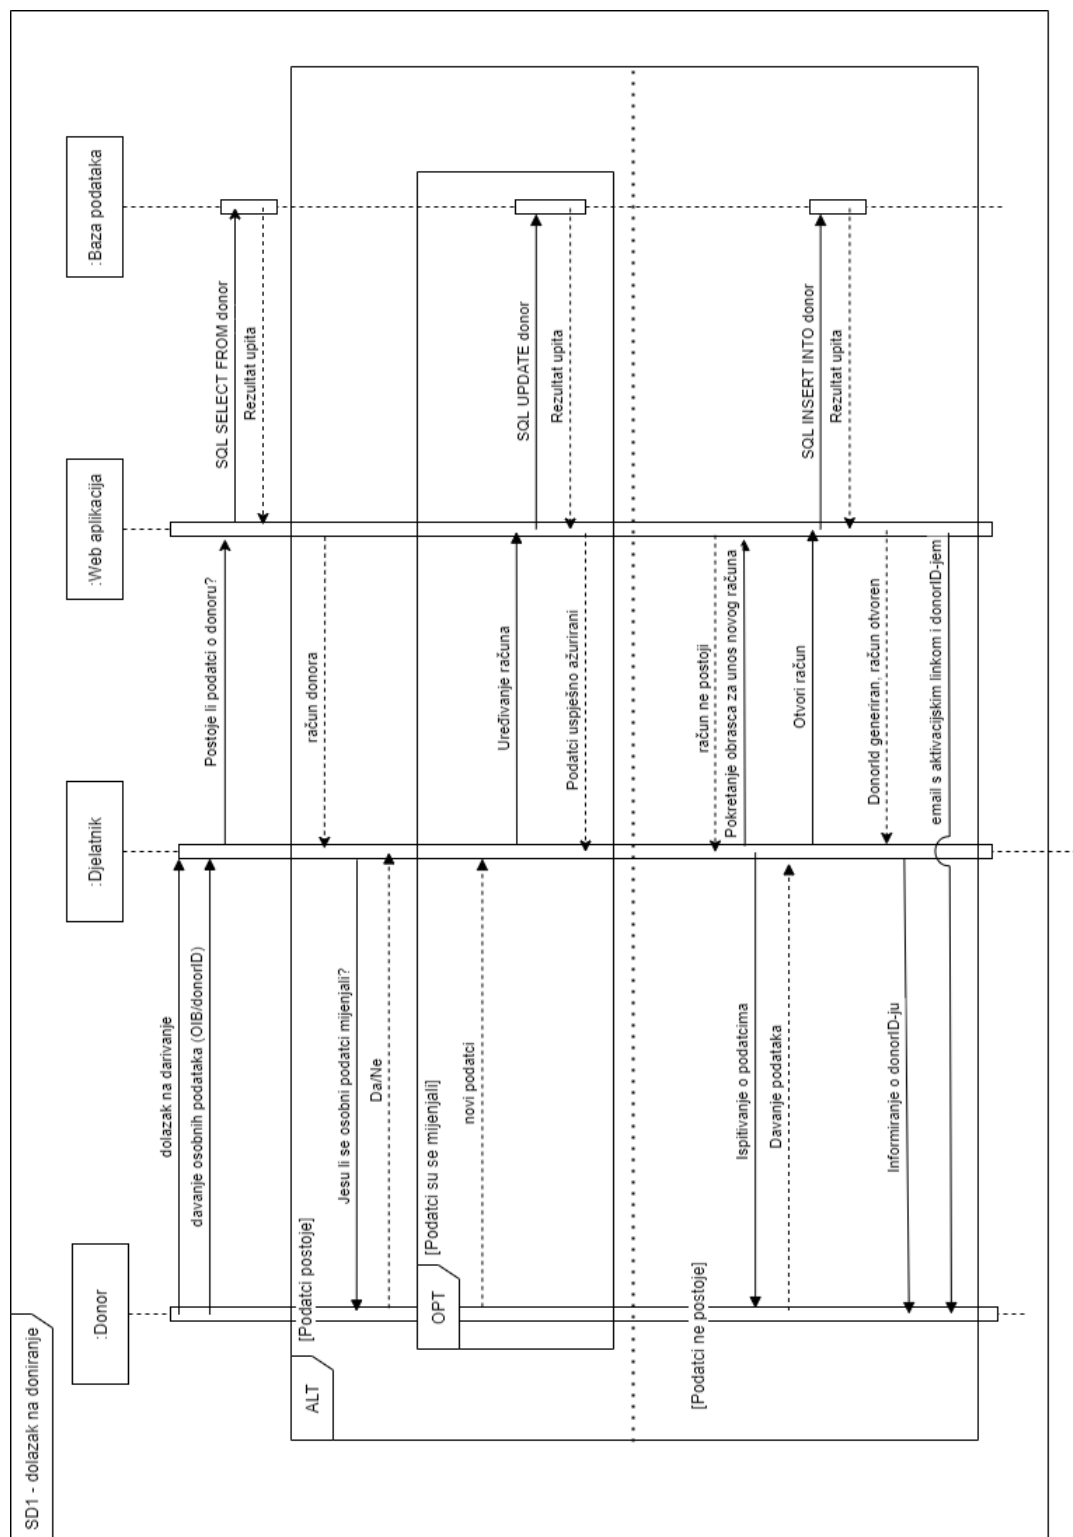 SD1 - dolazak na doniranje
:Donor
:Djelatnik
:Web aplikacija
:Baza podataka
dolazak na darivanje
davanje osobnih podataka (OIB/donorID)
Postoje li podatci o donoru?
SQL SELECT FROM donor
Rezultat upita
ALT
[Podatci postoje]
račun donora
Jesu li se osobni podatci mijenjali?
Da/Ne
OPT
[Podatci su se mijenjali]
novi podatci
Uređivanje računa
SQL UPDATE donor
Rezultat upita
Podatci uspješno ažurirani
[Podatci ne postoje]
račun ne postoji
Pokretanje obrasca za unos novog računa
Ispitivanje o podatcima
Davanje podataka
Otvori račun
SQL INSERT INTO donor
Rezultat upita
DonorId generiran, račun otvoren
Informiranje o donorID-ju
email s aktivacijskim linkom i donorID-jem